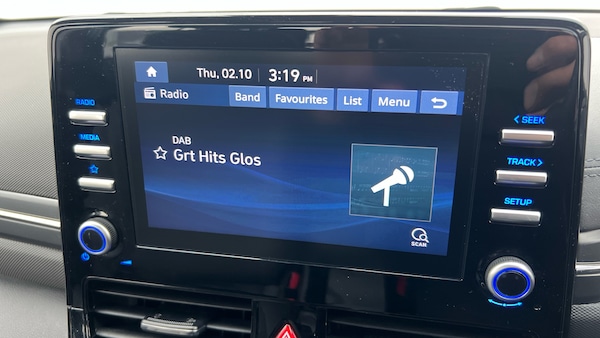 Thu, 02.10 3:19 PM
Radio Band Favourites List Menu
DAB
Grt Hits Glos
SCAN
RADIO
MEDIA
< SEEK
TRACK >
SETUP